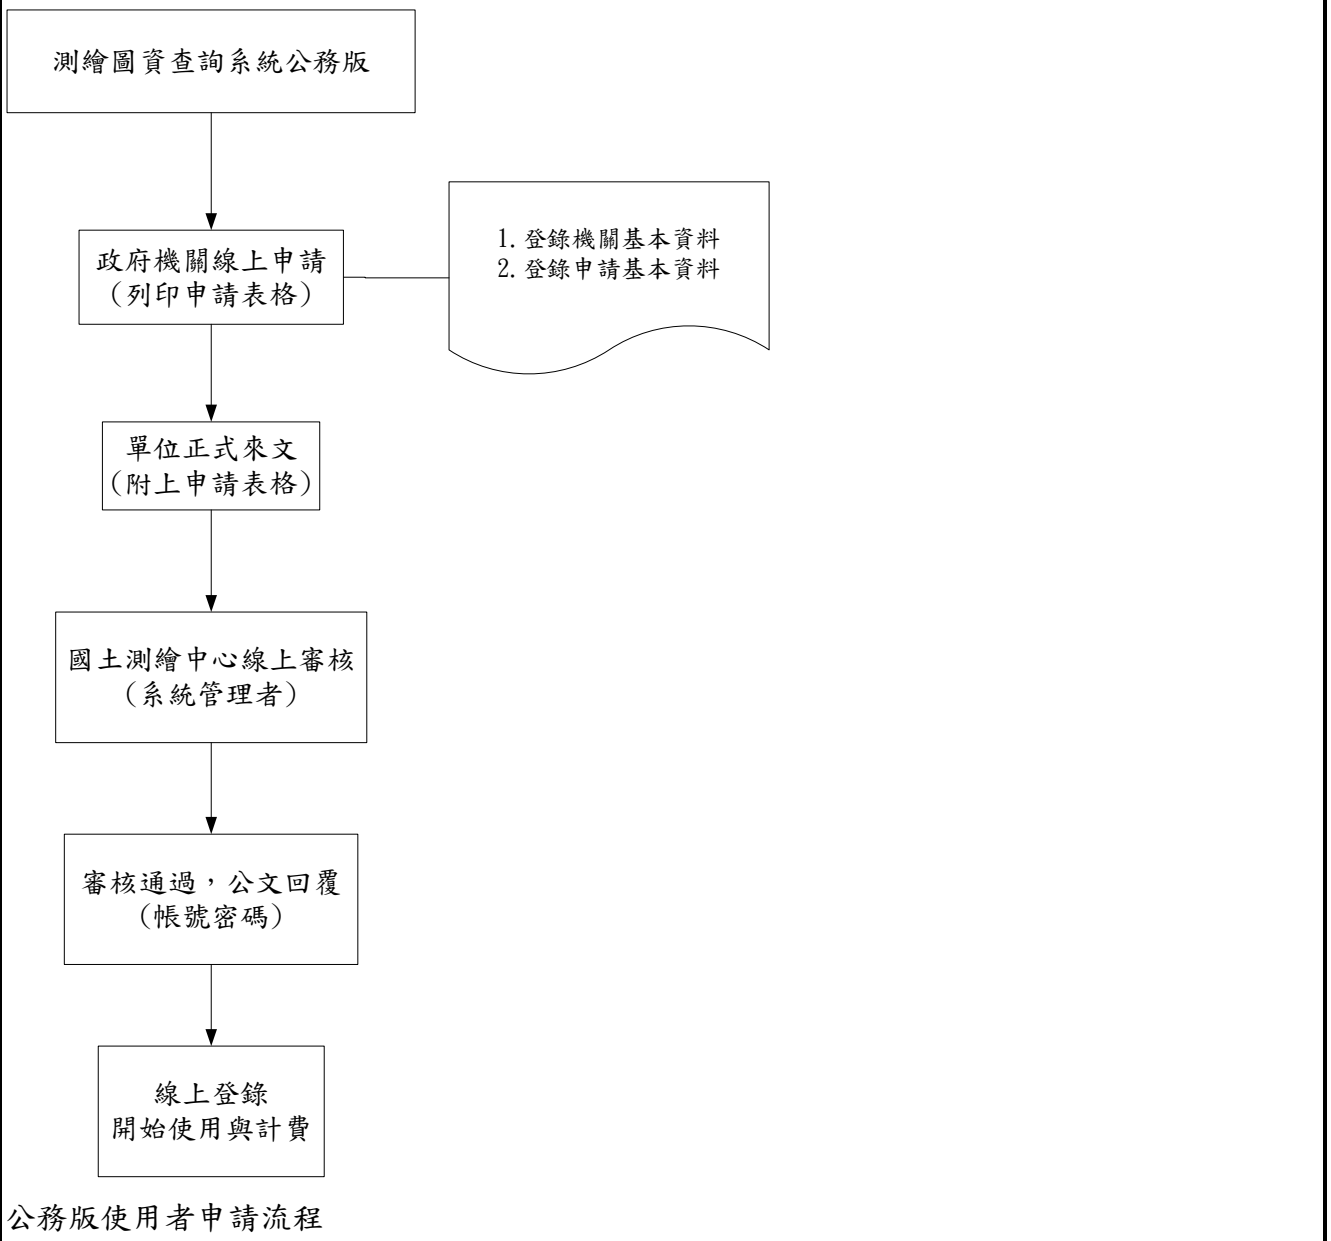 測繪圖資查詢系統公務版
政府機關線上申請
(列印申請表格)
1.登錄機關基本資料
2.登錄申請基本資料
單位正式來文
(附上申請表格)
國土測繪中心線上審核
(系統管理者)
審核通過，公文回覆
(帳號密碼)
線上登錄
開始使用與計費
公務版使用者申請流程